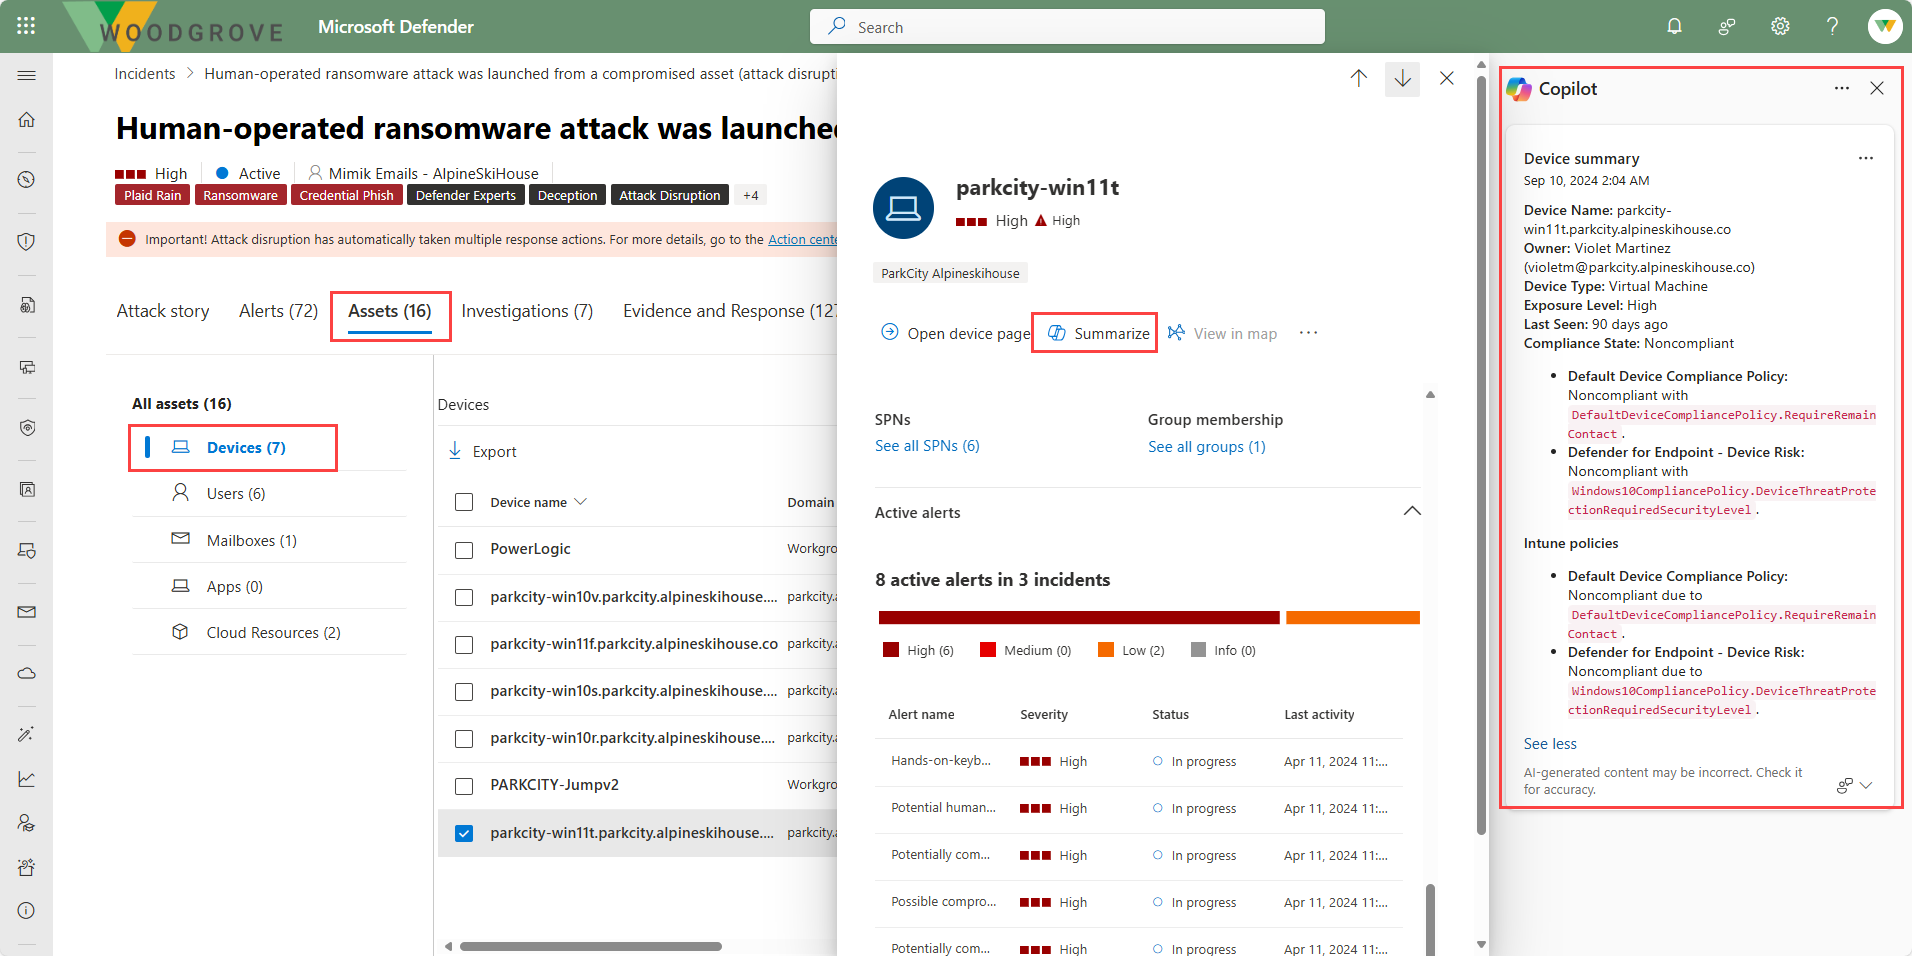 WOODGROVE
Microsoft Defender
Search
Incidents > Human-operated ransomware attack was launched from a compromised asset (attack disrupti
Human-operated ransomware attack was launche
High
Active
Mimik Emails - AlpineSkiHouse
Plaid Rain
Ransomware
Credential Phish
Defender Experts
Deception
Attack Disruption
+4
Important! Attack disruption has automatically taken multiple response actions. For more details, go to the Action cente
Attack story
Alerts (72)
Assets (16)
Investigations (7)
Evidence and Response (127
All assets (16)
Devices (7)
Users (6)
Mailboxes (1)
Apps (0)
Cloud Resources (2)
Devices
Export
Device name
Domain
PowerLogic
Workgro
parkcity-win10v.parkcity.alpineskihouse....
parkcity.
parkcity-win11f.parkcity.alpineskihouse.co
parkcity.
parkcity-win10s.parkcity.alpineskihouse....
parkcity.
parkcity-win10r.parkcity.alpineskihouse....
parkcity.
PARKCITY-Jumpv2
Workgro
parkcity-win11t.parkcity.alpineskihouse....
parkcity.
parkcity-win11t
High
High
ParkCity Alpineskihouse
Open device page
Summarize
View in map
...
SPNs
See all SPNs (6)
Group membership
See all groups (1)
Active alerts
8 active alerts in 3 incidents
High (6)
Medium (0)
Low (2)
Info (0)
Alert name
Severity
Status
Last activity
Hands-on-keyb...
High
In progress
Apr 11, 2024 11:...
Potential human...
High
In progress
Apr 11, 2024 11:...
Potentially com...
High
In progress
Apr 11, 2024 11:...
Possible compro...
High
In progress
Apr 11, 2024 11:...
Potentially com...
High
In progress
Apr 11, 2024 11:...
Copilot
Device summary
Sep 10, 2024 2:04 AM
Device Name: parkcity-
win11t.parkcity.alpineskihouse.co
Owner: Violet Martinez
(violetm@parkcity.alpineskihouse.co)
Device Type: Virtual Machine
Exposure Level: High
Last Seen: 90 days ago
Compliance State: Noncompliant
• Default Device Compliance Policy:
Noncompliant with
DefaultDeviceCompliancePolicy.RequireRemain
Contact.
• Defender for Endpoint - Device Risk:
Noncompliant with
Windows10CompliancePolicy.DeviceThreatProte
ctionRequiredSecurityLevel.
Intune policies
• Default Device Compliance Policy:
Noncompliant due to
DefaultDeviceCompliancePolicy.RequireRemain
Contact.
• Defender for Endpoint - Device Risk:
Noncompliant due to
Windows10CompliancePolicy.DeviceThreatProte
ctionRequiredSecurityLevel.
See less
AI-generated content may be incorrect. Check it
for accuracy.